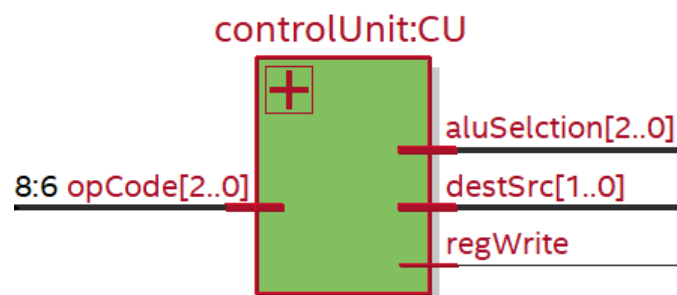 controlUnit:CU
aluSelction[2..0]
8:6 opCode[2..0]
destSrc[1..0]
regWrite